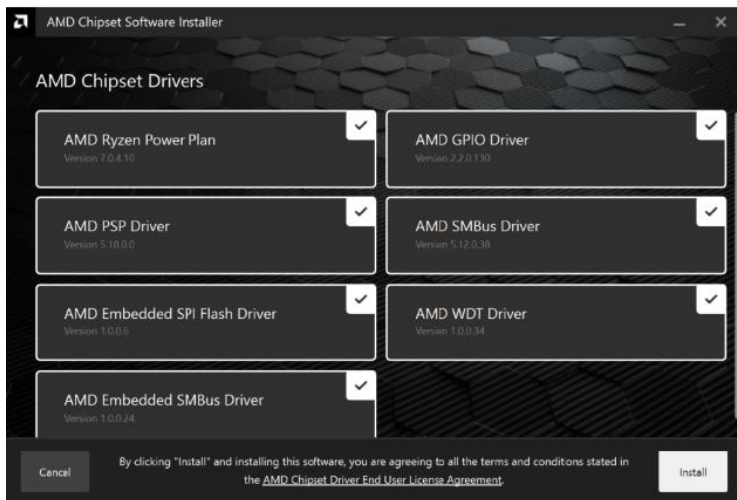 AMD Chipset Software Installer
AMD Chipset Drivers
AMD Ryzen Power Plan
Version 7.0.4.10
AMD GPIO Driver
Version 2.2.0.130
AMD PSP Driver
Version 5.18.0.0
AMD SMBus Driver
Version 5.12.0.38
AMD Embedded SPI Flash Driver
Version 1.0.0.6
AMD WDT Driver
Version 1.0.0.34
AMD Embedded SMBus Driver
Version 1.0.0.24
Cancel
By clicking "Install" and installing this software, you are agreeing to all the terms and conditions stated in
the AMD Chipset Driver End User License Agreement.
Install